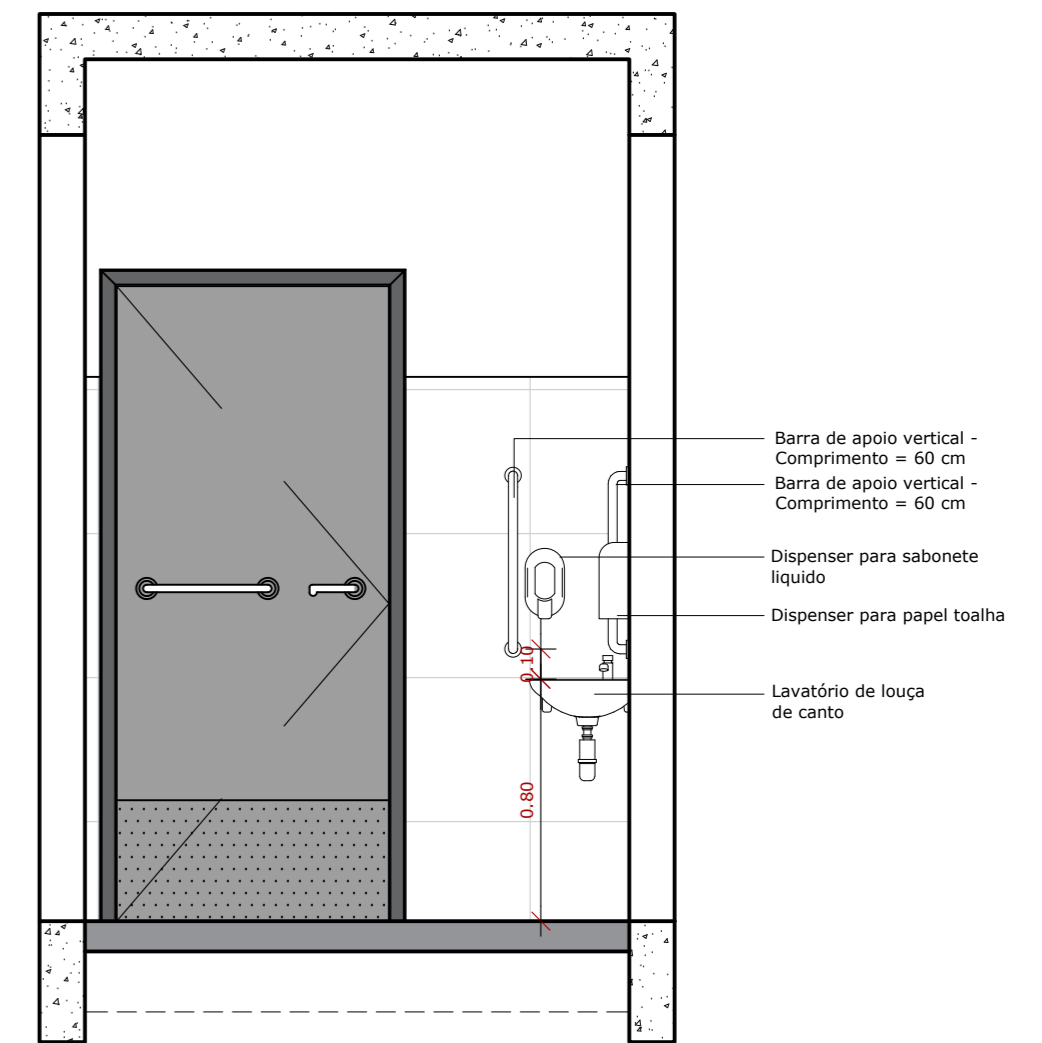 Barra de apoio vertical -
Comprimento = 60 cm
Barra de apoio vertical -
Comprimento = 60 cm
Dispenser para sabonete
liquido
Dispenser para papel toalha
0.10
Lavatório de louça
de canto
0.80